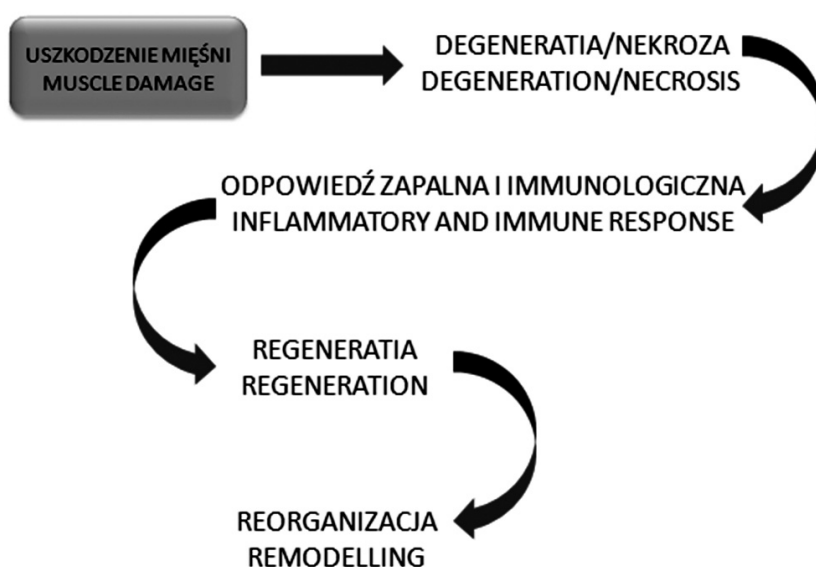 USZKODZENIE MIĘŚNI
MUSCLE DAMAGE
DEGENERATIA/NEKROZA
DEGENERATION/NECROSIS
ODPOWIEDŹ ZAPALNA I IMMUNOLOGICZNA
INFLAMMATORY AND IMMUNE RESPONSE
REGENERATIA
REGENERATION
REORGANIZACJA
REMODELLING